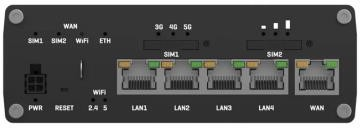 WAN
3G 4G 5G
SIM1 SIM2 WiFi ETH
SIM1
SIM2
WiFi
PWR RESET 2.4 5 LAN1 LAN2 LAN3 LAN4 WAN